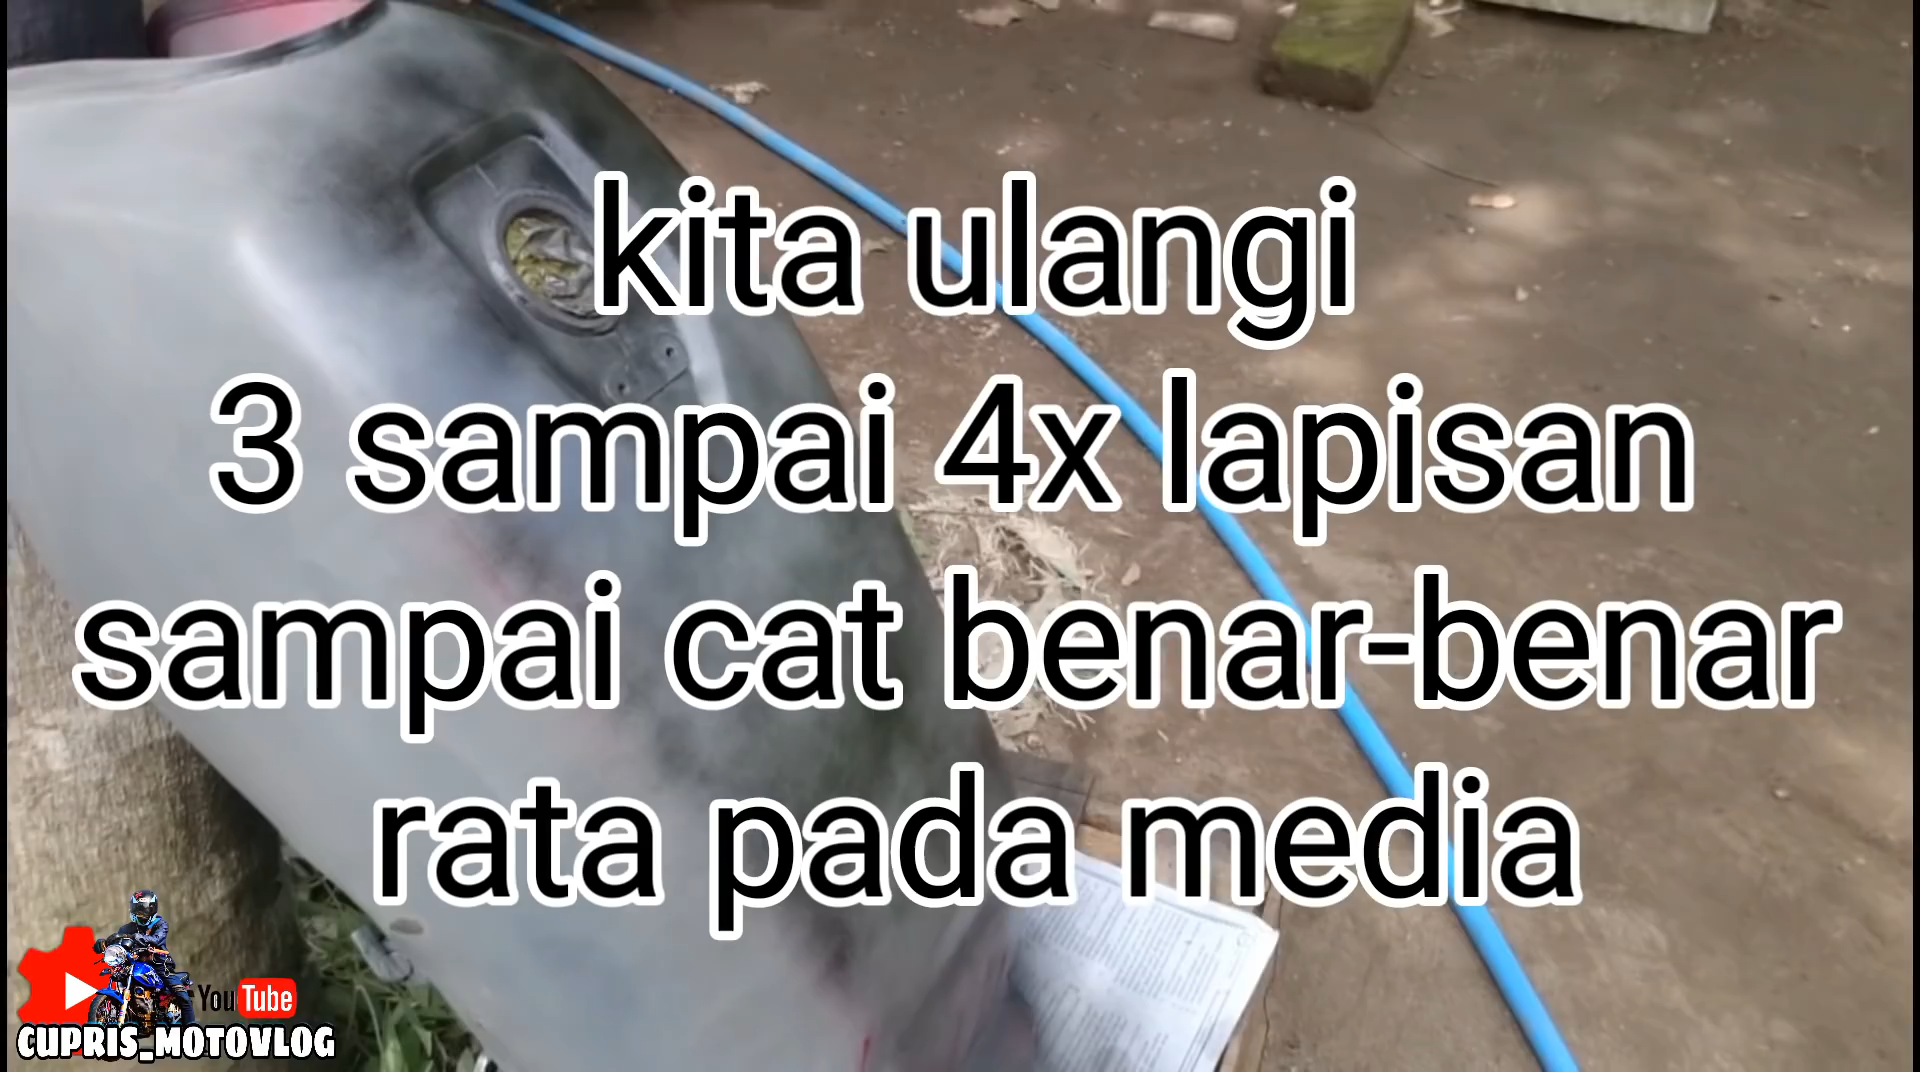 kita ulangi
3 sampai 4x lapisan
sampai cat benar-benar
rata pada media
YouTube
CUPRIS_MOTOVLOG